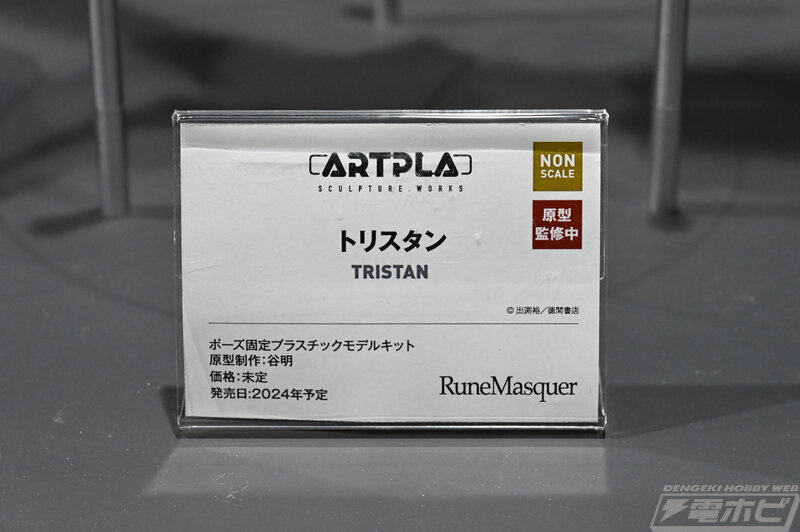 ARTPLA
SCULPTURE.WORKS
NON
SCALE
原型
監修中
トリスタン
TRISTAN
© 出渕裕／徳間書店
ポーズ固定プラスチックモデルキット
原型制作：谷明
価格：未定
発売日：2024年予定
RuneMasquer
DENGEKI HOBBY WEB
電ホビ